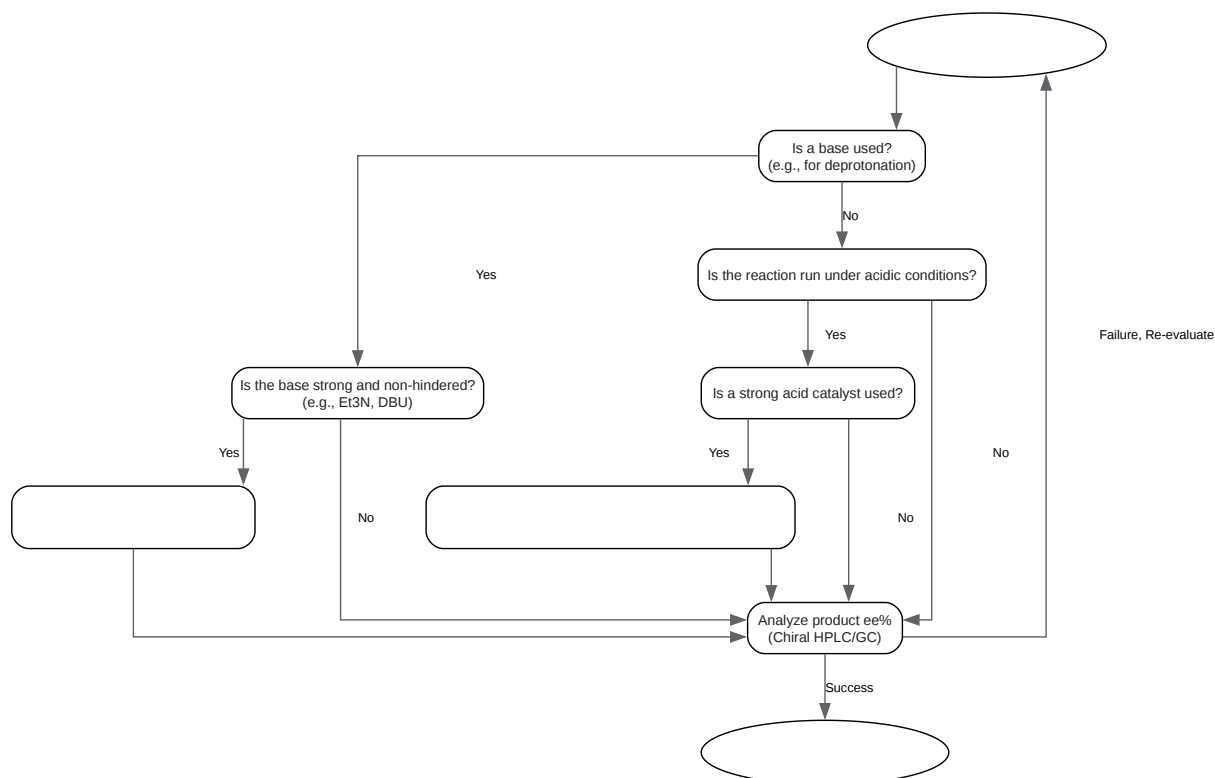 Is a base used?
(e.g., for deprotonation)
No
Is the reaction run under acidic conditions?
Yes
Yes
Failure, Re-evaluate
Is the base strong and non-hindered?
(e.g., Et3N, DBU)
Is a strong acid catalyst used?
Yes
Yes
No
No
No
Analyze product ee%
(Chiral HPLC/GC)
Success